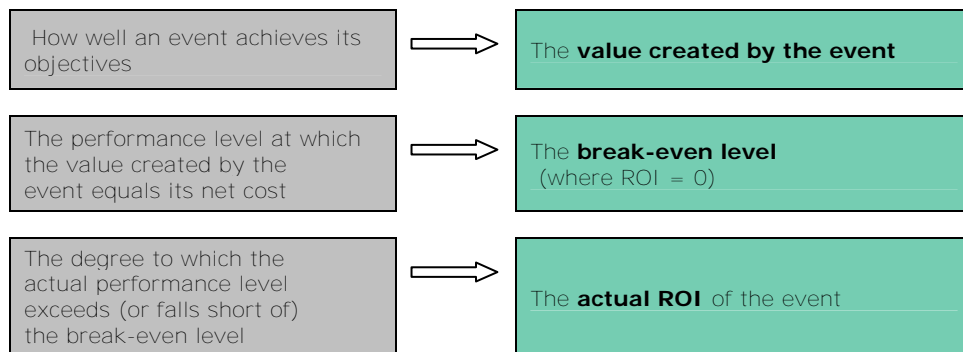 How well an event achieves its
objectives
The value created by the event
The performance level at which
the value created by the
event equals its net cost
The break-even level
(where ROI = 0)
The degree to which the
actual performance level
exceeds (or falls short of)
the break-even level
The actual ROI of the event